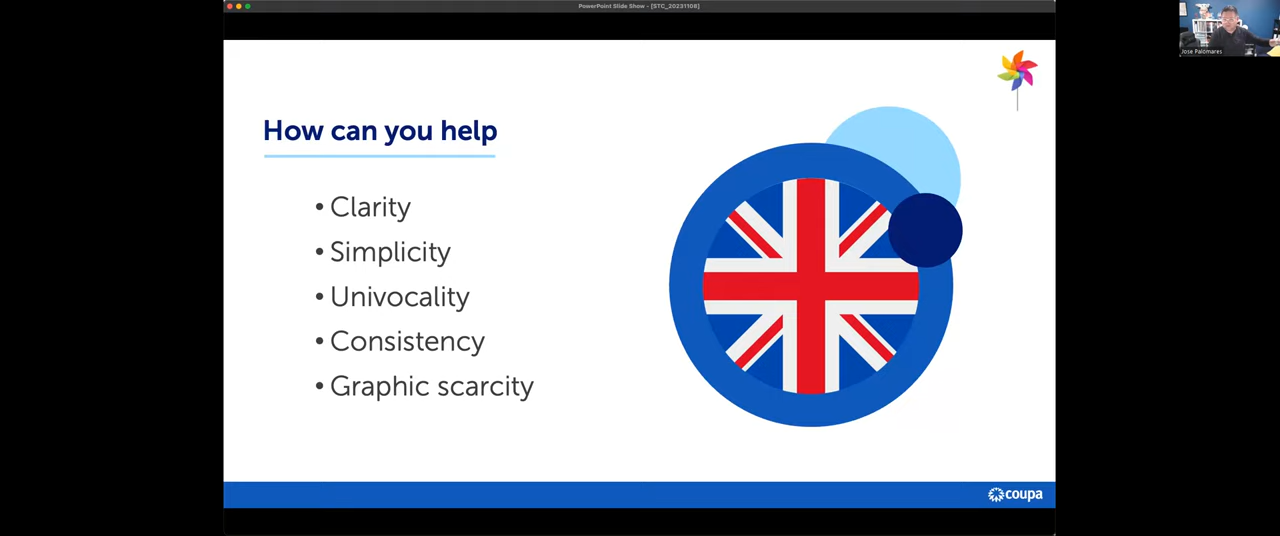 PowerPoint Slide Show - [STC_20231108]
Jose Palomares
How can you help
• Clarity
• Simplicity
• Univocality
• Consistency
• Graphic scarcity
coupa